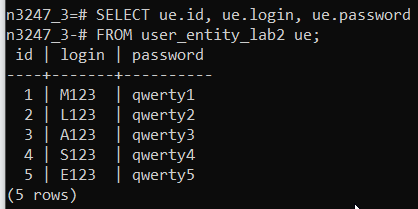 n3247_3=# SELECT ue.id, ue.login, ue.password
n3247_3-# FROM user_entity_lab2 ue;
 id | login | password
----+-------+----------
  1 | M123  | qwerty1
  2 | L123  | qwerty2
  3 | A123  | qwerty3
  4 | S123  | qwerty4
  5 | E123  | qwerty5
(5 rows)